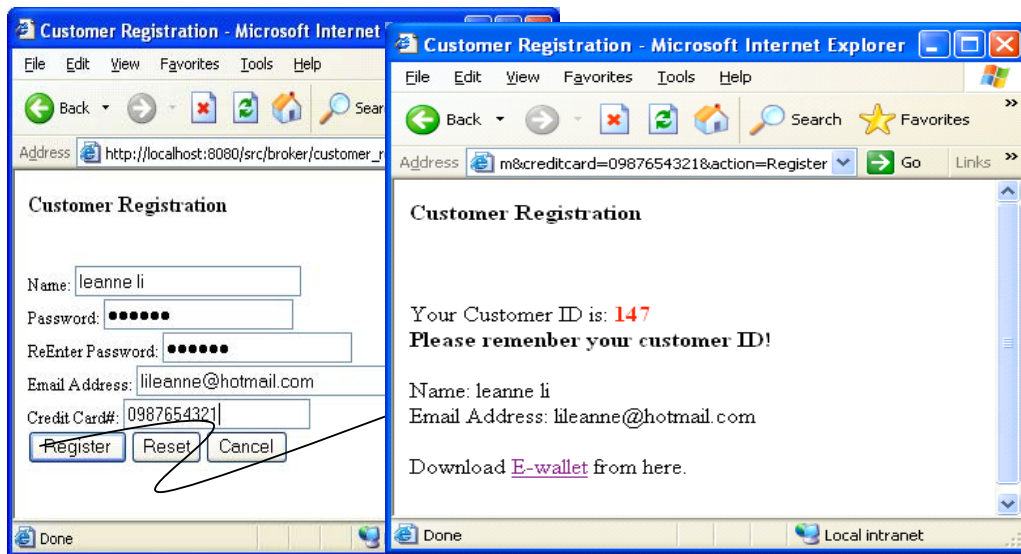 Customer Registration - Microsoft Internet
File Edit View Favorites Tools Help
Back Sear
Address http://localhost:8080/src/broker/customer_r
Customer Registration
Name: leanne li
Password: ●●●●●●
ReEnter Password: ●●●●●●
Email Address: lileanne@hotmail.com
Credit Card#: 0987654321
Register Reset Cancel
Done
Customer Registration - Microsoft Internet Explorer
File Edit View Favorites Tools Help
Back Search Favorites »
Address m&creditcard=0987654321&action=Register Go Links »
Customer Registration
Your Customer ID is: 147
Please remenber your customer ID!
Name: leanne li
Email Address: lileanne@hotmail.com
Download E-wallet from here.
Done Local intranet